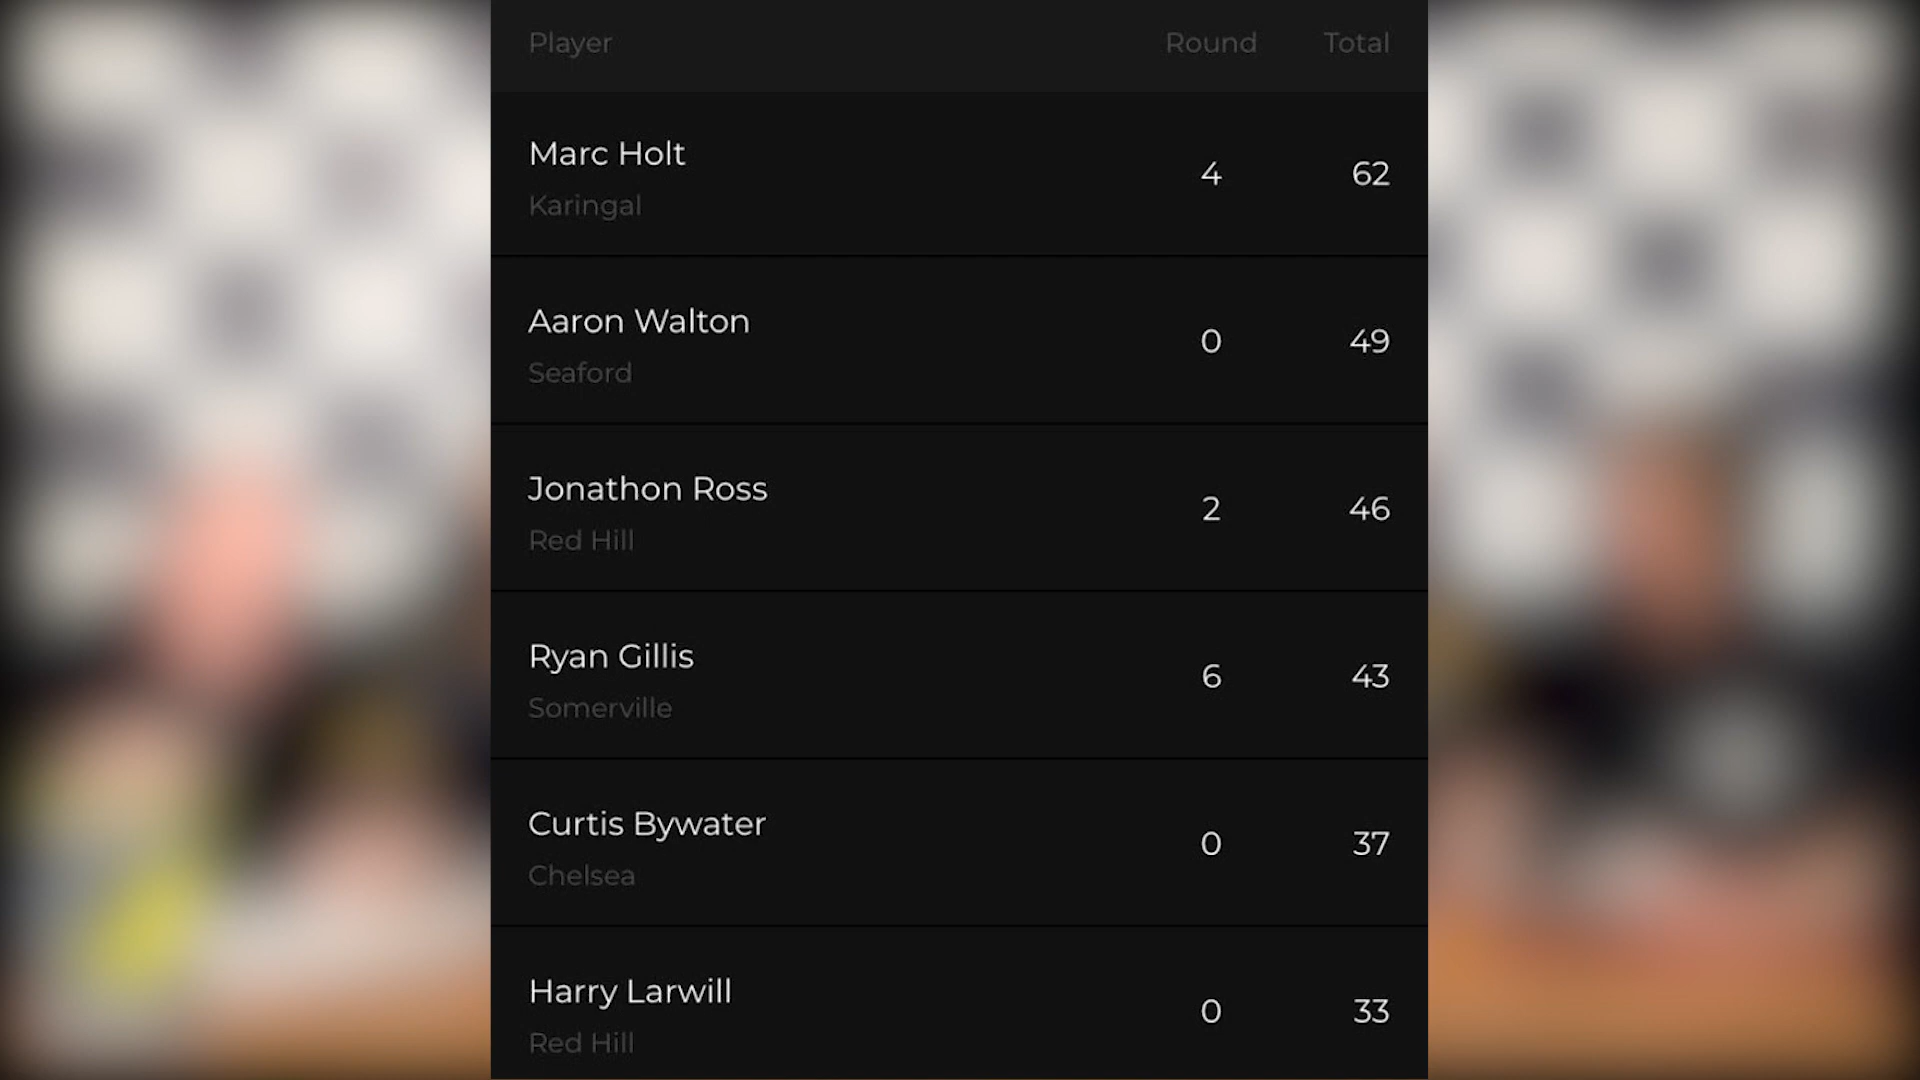 Player Round Total
Marc Holt 4 62
Karingal
Aaron Walton 0 49
Seaford
Jonathon Ross 2 46
Red Hill
Ryan Gillis 6 43
Somerville
Curtis Bywater 0 37
Chelsea
Harry Larwill 0 33
Red Hill